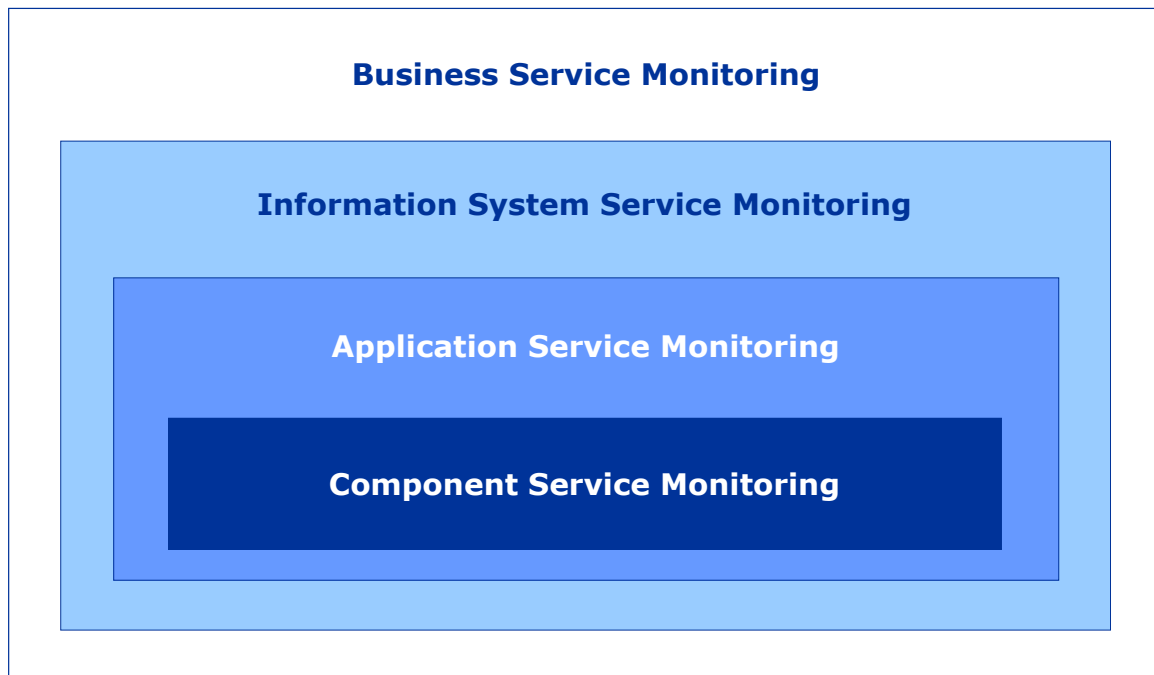 Business Service Monitoring
Information System Service Monitoring
Application Service Monitoring
Component Service Monitoring